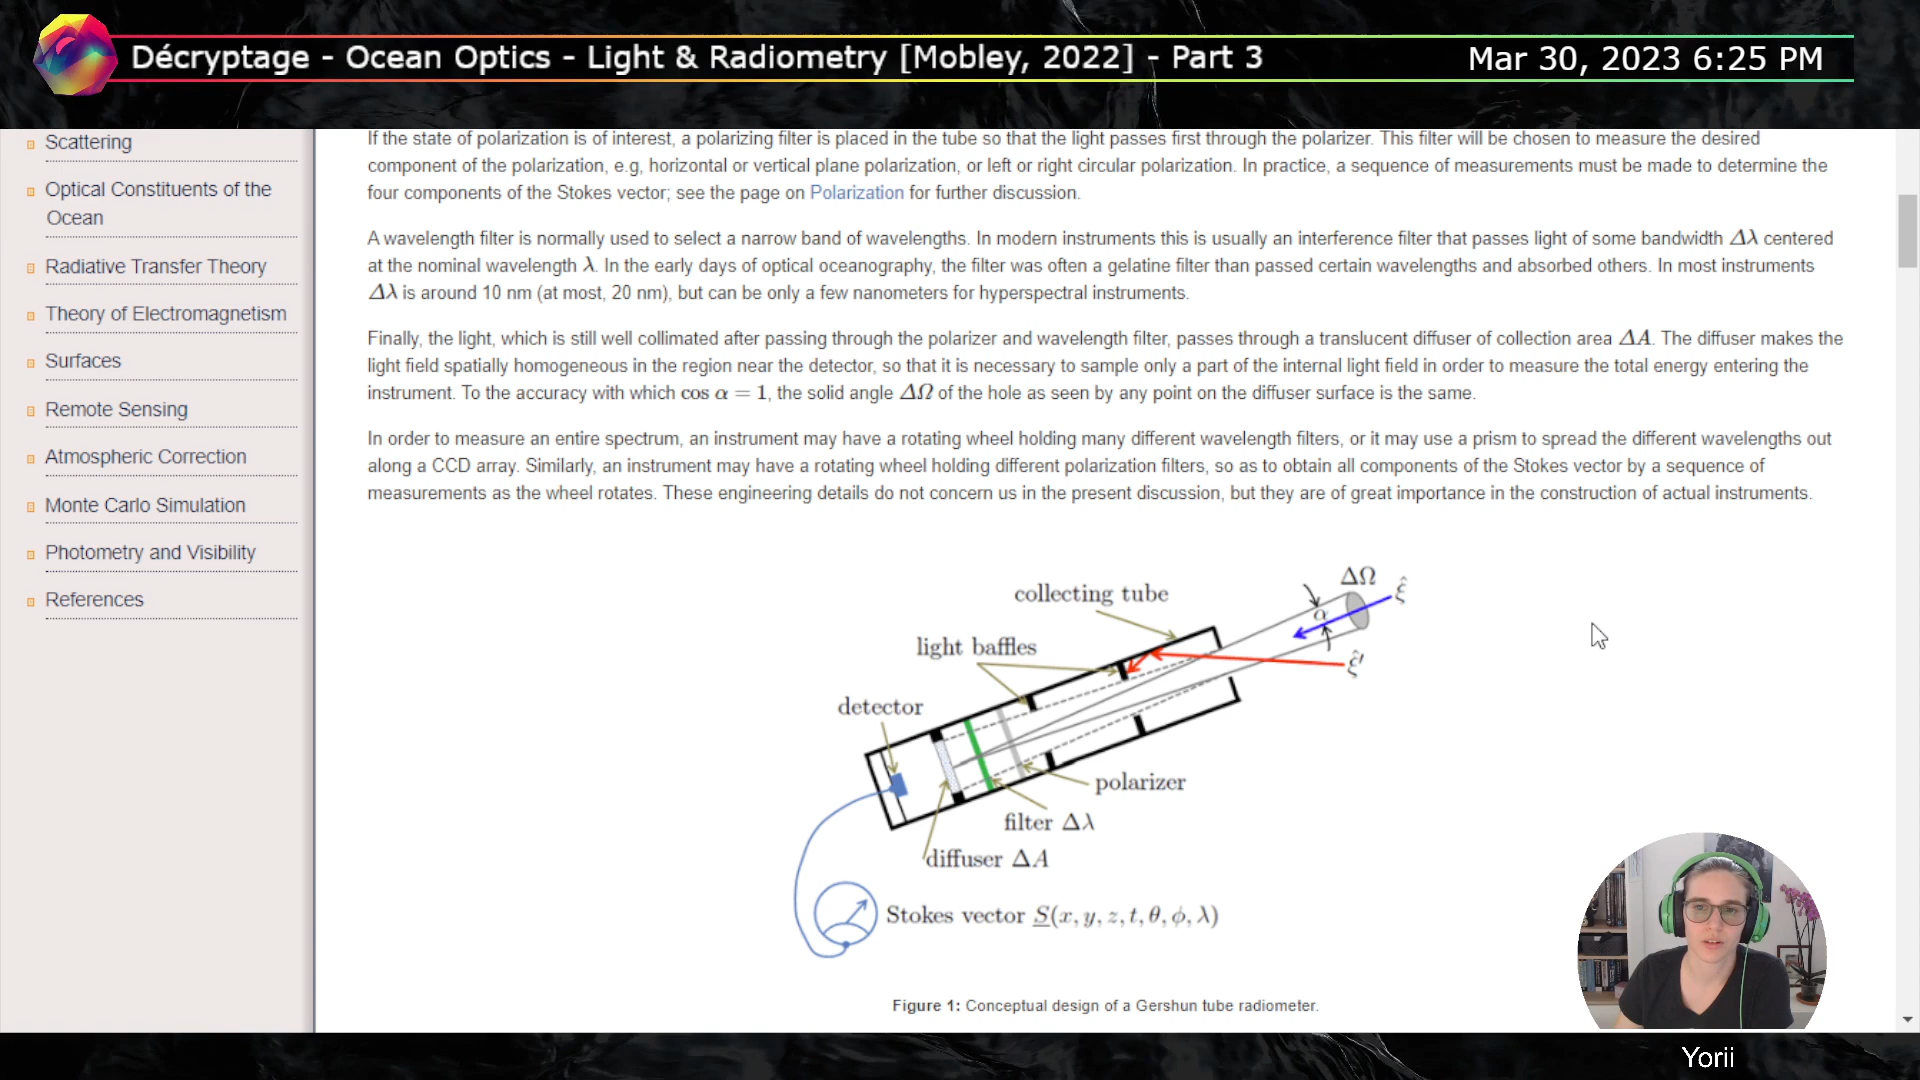 Décryptage - Ocean Optics - Light & Radiometry [Mobley, 2022] - Part 3
Mar 30, 2023 6:25 PM
Scattering
Optical Constituents of the
Ocean
Radiative Transfer Theory
Theory of Electromagnetism
Surfaces
Remote Sensing
Atmospheric Correction
Monte Carlo Simulation
Photometry and Visibility
References
If the state of polarization is of interest, a polarizing filter is placed in the tube so that the light passes first through the polarizer. This filter will be chosen to measure the desired
component of the polarization, e.g, horizontal or vertical plane polarization, or left or right circular polarization. In practice, a sequence of measurements must be made to determine the
four components of the Stokes vector; see the page on Polarization for further discussion.
A wavelength filter is normally used to select a narrow band of wavelengths. In modern instruments this is usually an interference filter that passes light of some bandwidth Δλ centered
at the nominal wavelength λ. In the early days of optical oceanography, the filter was often a gelatine filter than passed certain wavelengths and absorbed others. In most instruments
Δλ is around 10 nm (at most, 20 nm), but can be only a few nanometers for hyperspectral instruments.
Finally, the light, which is still well collimated after passing through the polarizer and wavelength filter, passes through a translucent diffuser of collection area ΔA. The diffuser makes the
light field spatially homogeneous in the region near the detector, so that it is necessary to sample only a part of the internal light field in order to measure the total energy entering the
instrument. To the accuracy with which cos α = 1, the solid angle ΔΩ of the hole as seen by any point on the diffuser surface is the same.
In order to measure an entire spectrum, an instrument may have a rotating wheel holding many different wavelength filters, or it may use a prism to spread the different wavelengths out
along a CCD array. Similarly, an instrument may have a rotating wheel holding different polarization filters, so as to obtain all components of the Stokes vector by a sequence of
measurements as the wheel rotates. These engineering details do not concern us in the present discussion, but they are of great importance in the construction of actual instruments.
ΔΩ
ξ̂
collecting tube
α
light baffles
ξ̂′
detector
polarizer
filter Δλ
diffuser ΔA
Stokes vector S(x, y, z, t, θ, ϕ, λ)
Figure 1: Conceptual design of a Gershun tube radiometer.
Yorii